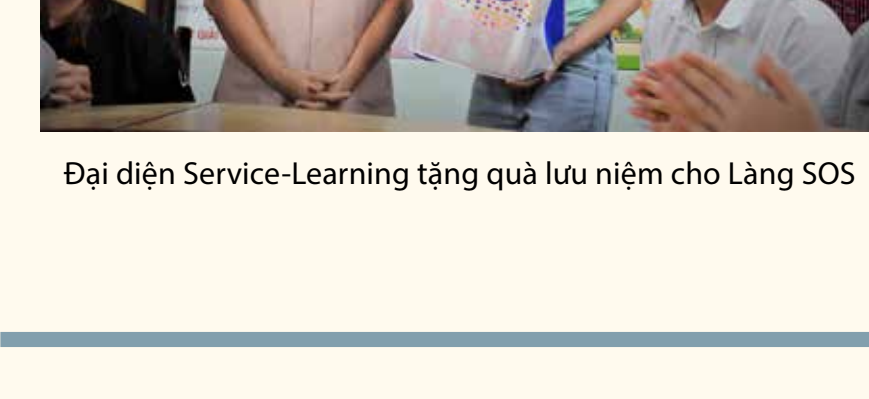 Đại diện Service-Learning tặng quà lưu niệm cho Làng SOS